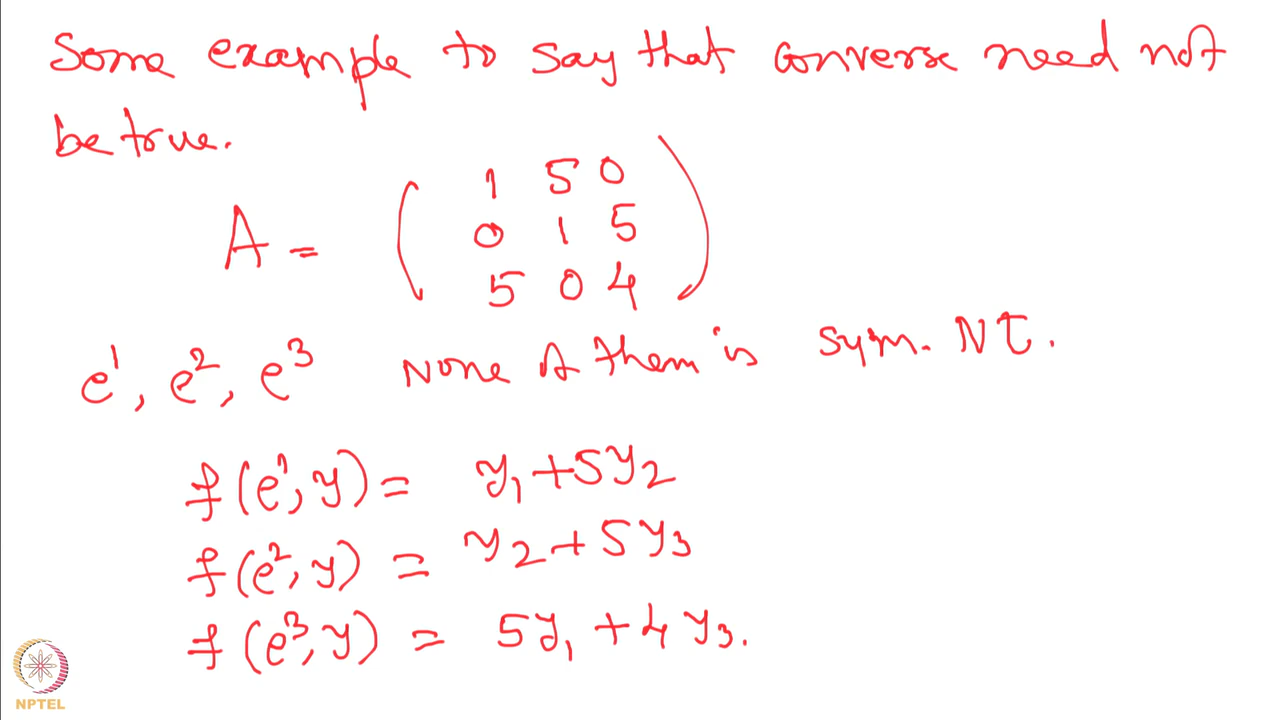 Some example to say that converse need not
be true.
A = ( 1 5 0
0 1 5
5 0 4 )
e¹, e², e³ None of them is sym. NE.
f(e¹, y) = y₁ + 5y₂
f(e², y) = y₂ + 5y₃
f(e³, y) = 5y₁ + 4y₃.
NPTEL